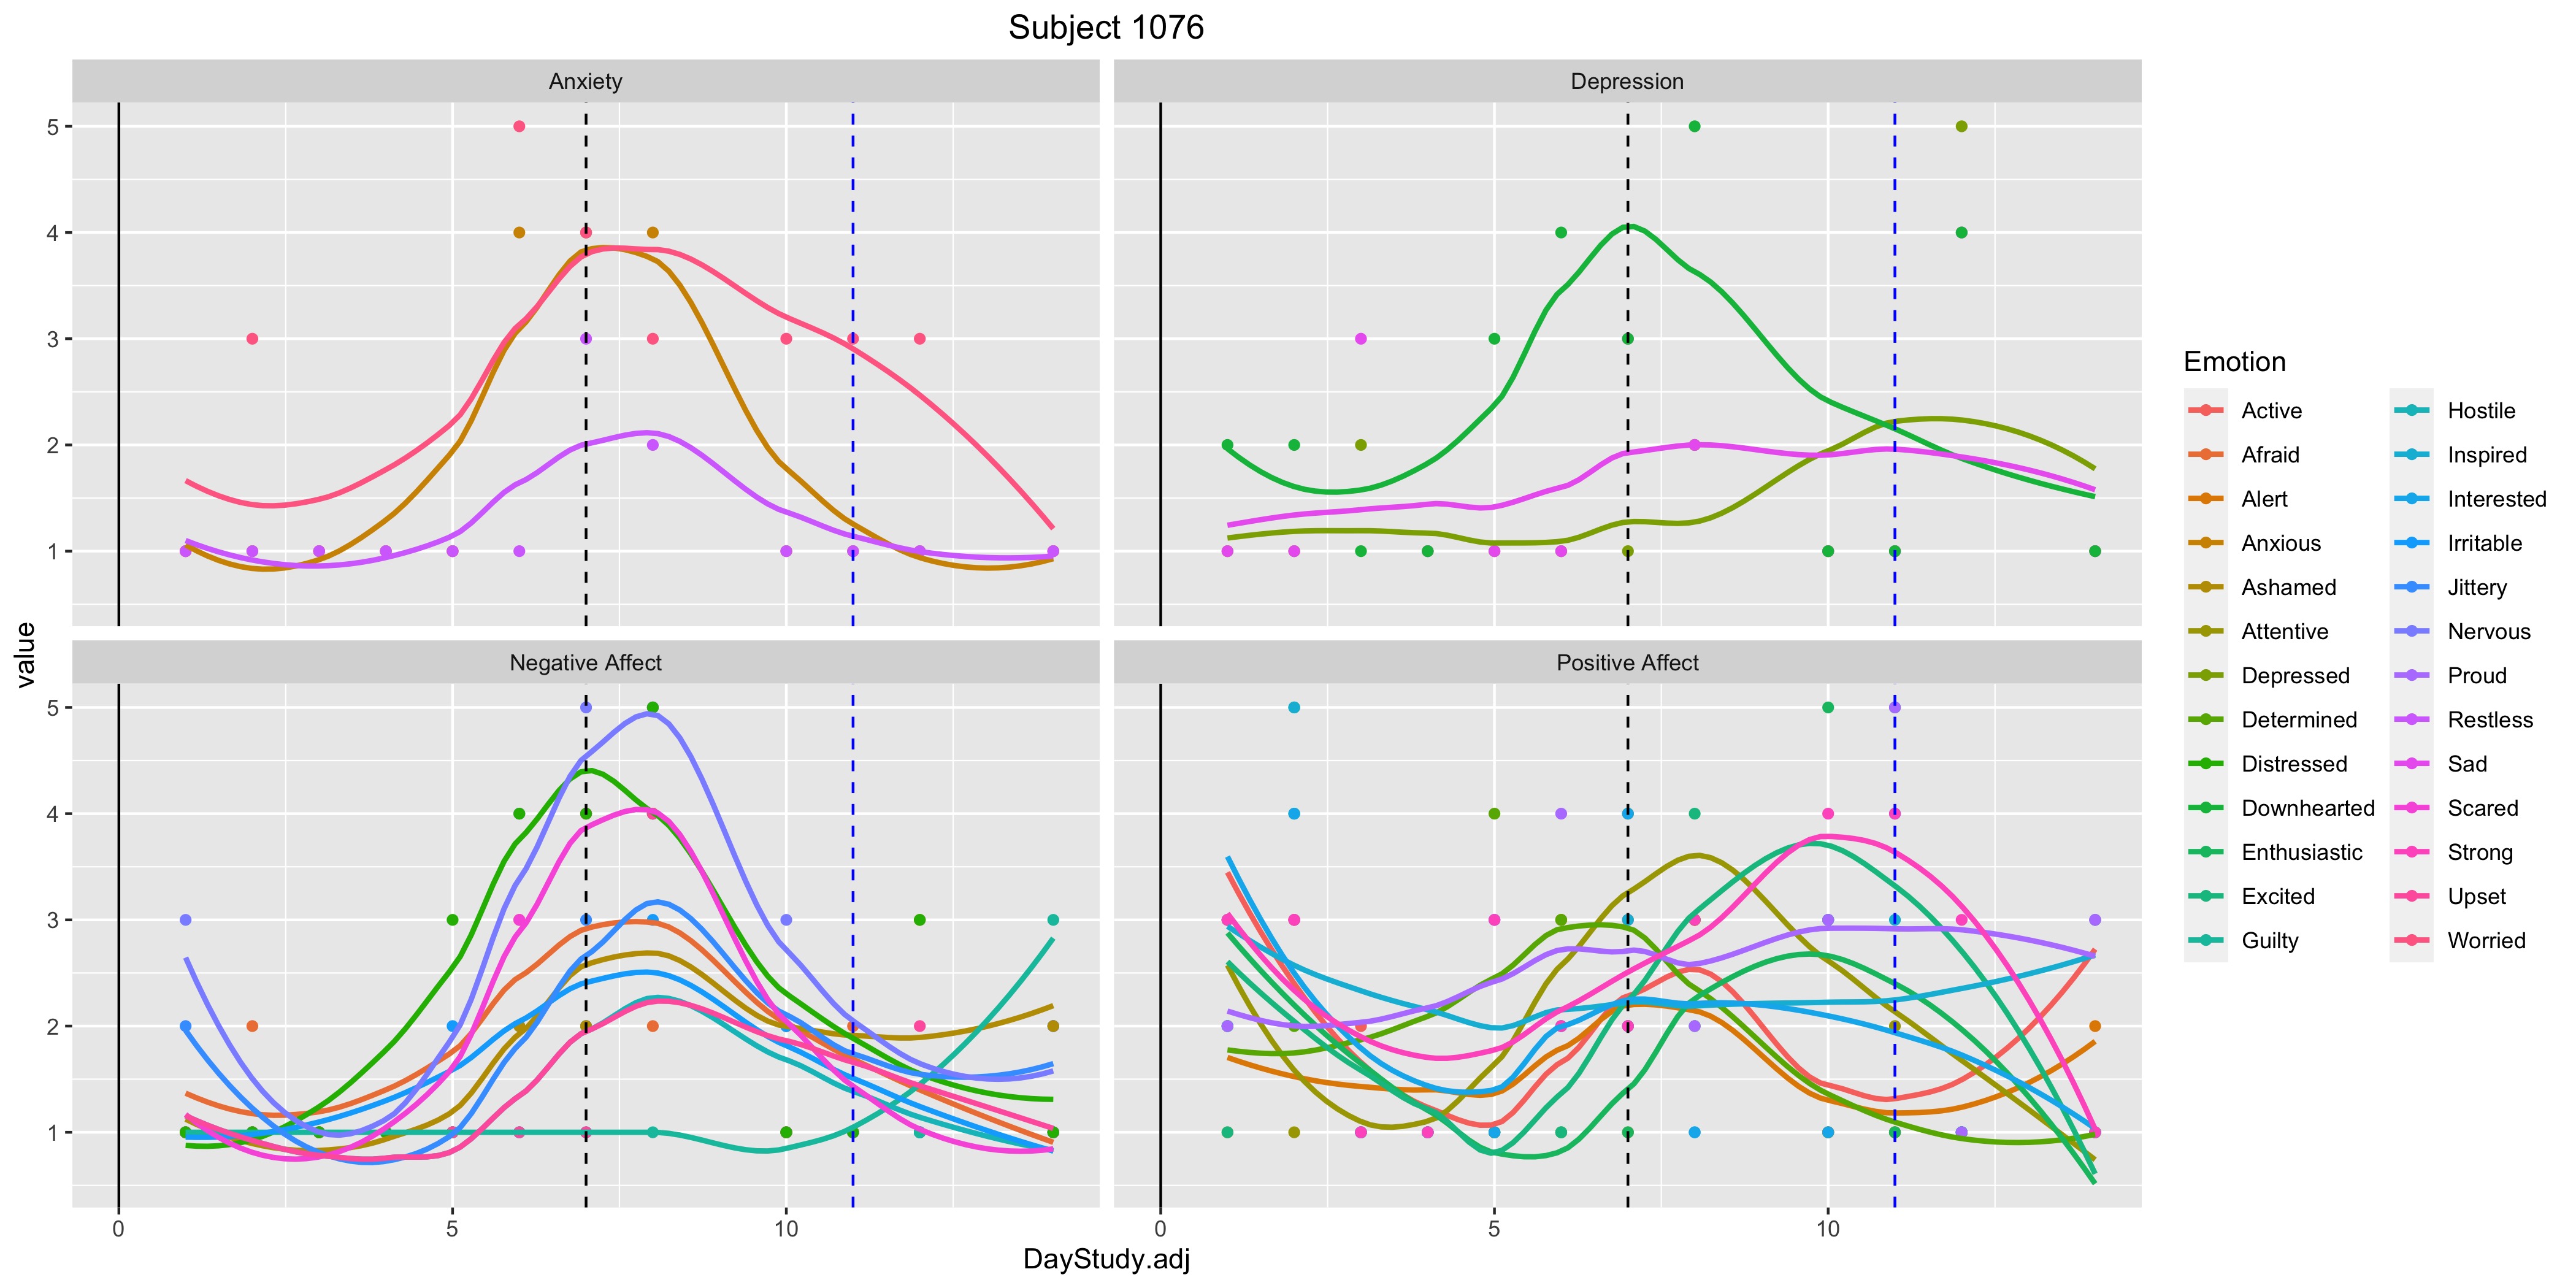 Subject 1076
Anxiety
Depression
5
4
3
2
1
Negative Affect
Positive Affect
5
4
3
2
1
0
5
10
0
5
10
value
DayStudy.adj
Emotion
Active
Afraid
Alert
Anxious
Ashamed
Attentive
Depressed
Determined
Distressed
Downhearted
Enthusiastic
Excited
Guilty
Hostile
Inspired
Interested
Irritable
Jittery
Nervous
Proud
Restless
Sad
Scared
Strong
Upset
Worried